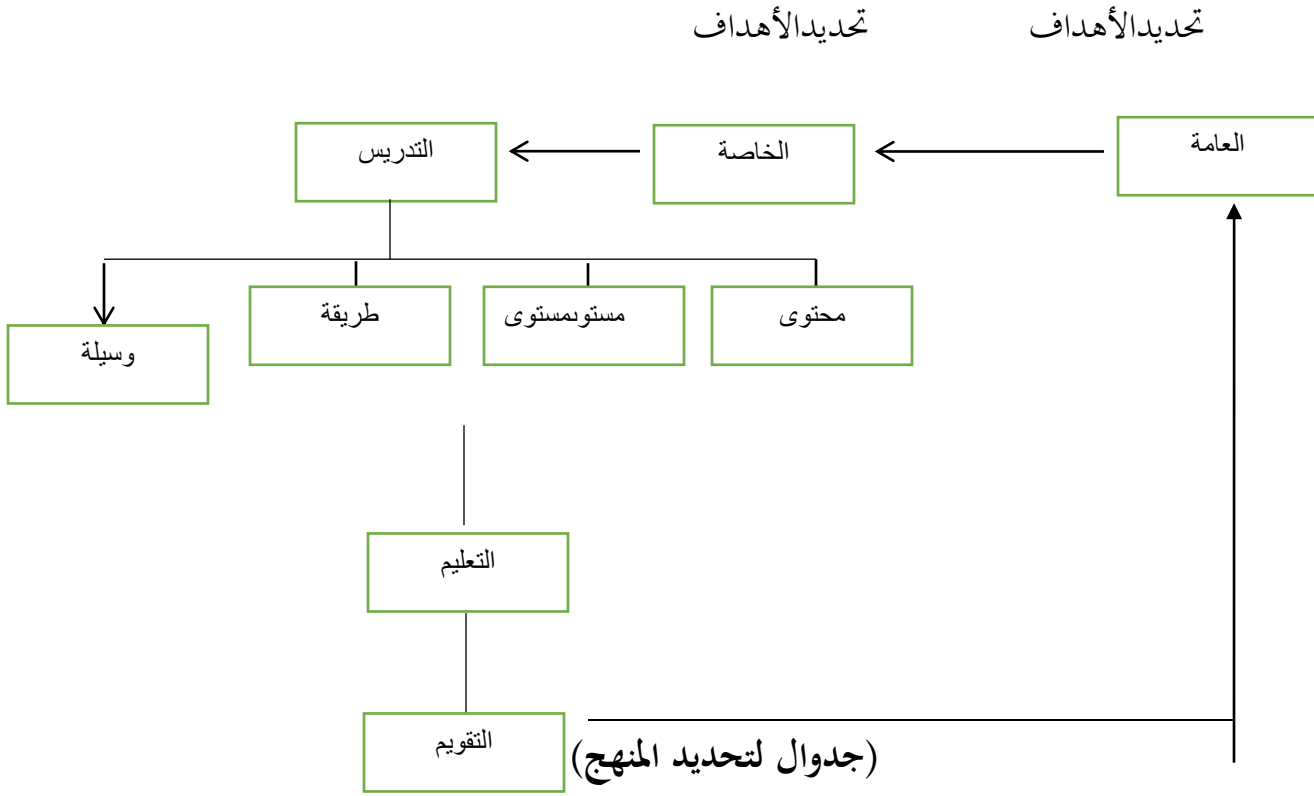 تحديدالأهداف
تحديدالأهداف
العامة
الخاصة
التدريس
محتوى
مستوىمستوى
طريقة
وسيلة
التعليم
التقويم
(جدوال لتحديد المنهج)